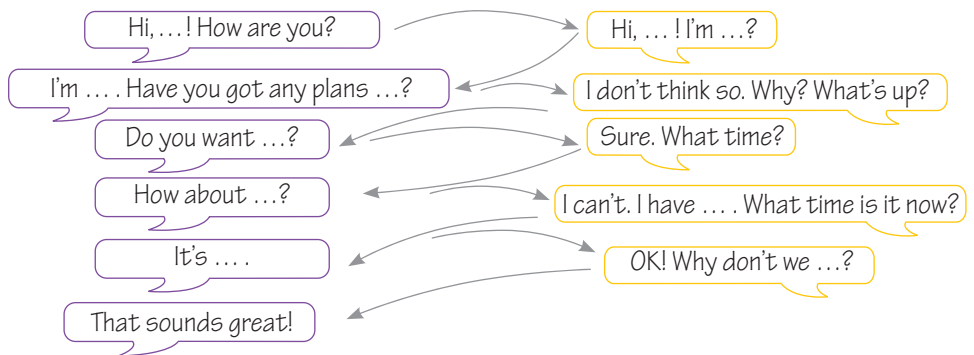 Hi, ...! How are you?
Hi, ... ! I'm ...?
I'm ... . Have you got any plans ...?
I don't think so. Why? What's up?
Do you want ...?
Sure. What time?
How about ...?
I can't. I have ... . What time is it now?
It's ... .
OK! Why don't we ...?
That sounds great!